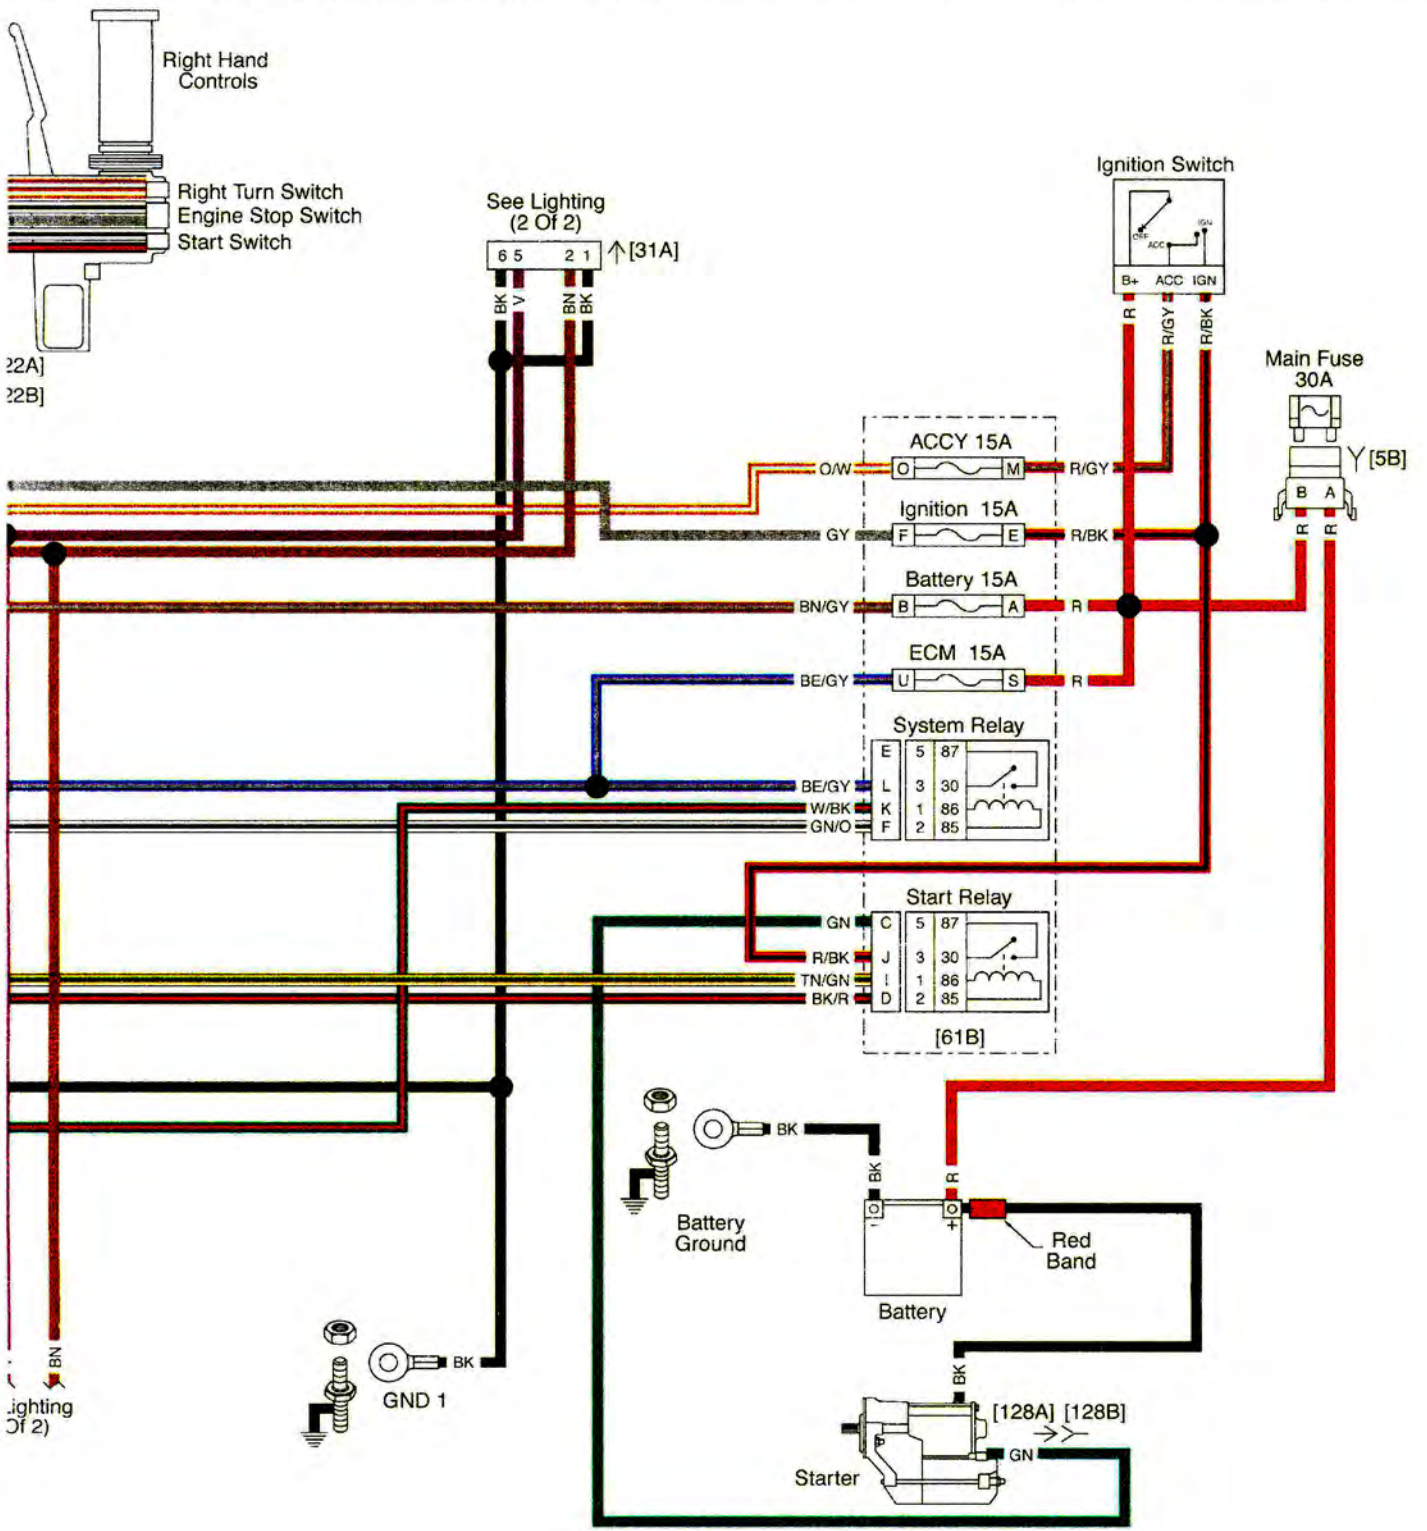 Right Hand
Controls
Right Turn Switch
Engine Stop Switch
Start Switch
22A]
22B]
See Lighting
(2 Of 2)
6 5 2 1
[31A]
BK
V
BN
BK
Ignition Switch
OFF
ACC
IGN
B+ ACC IGN
R
R/GY
R/BK
Main Fuse
30A
[5B]
B A
R
R
ACCY 15A
O/W O M R/GY
Ignition 15A
GY F E R/BK
Battery 15A
BN/GY B A R
ECM 15A
BE/GY U S R
System Relay
E 5 87
BE/GY L 3 30
W/BK K 1 86
GN/O F 2 85
Start Relay
GN C 5 87
R/BK J 3 30
TN/GN I 1 86
BK/R D 2 85
[61B]
BK
BK
R
- +
Battery
Ground
Red
Band
Battery
BN
ighting
Of 2)
BK
GND 1
BK
[128A] [128B]
GN
Starter